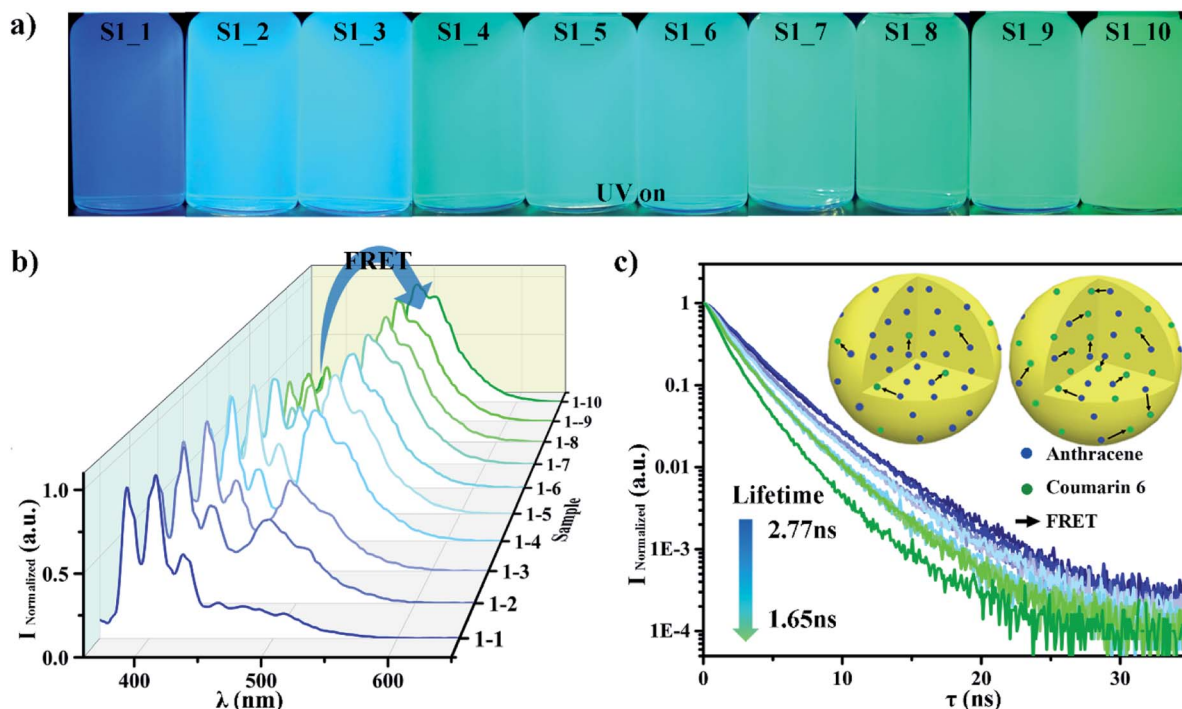 a)
S1_1 S1_2 S1_3 S1_4 S1_5 S1_6 S1_7 S1_8 S1_9 S1_10
UV on
b)
FRET
I Normalized (a.u.)
1.0
0.5
0.0
400 500 600
λ (nm)
1-10
1--9
1-8
1-7
1-6
1-5
1-4
1-3
1-2
1-1
Sample
c)
I Normalized (a.u.)
1
0.1
0.01
1E-3
1E-4
0 10 20 30
τ (ns)
Anthracene
Coumarin 6
FRET
Lifetime
2.77ns
1.65ns